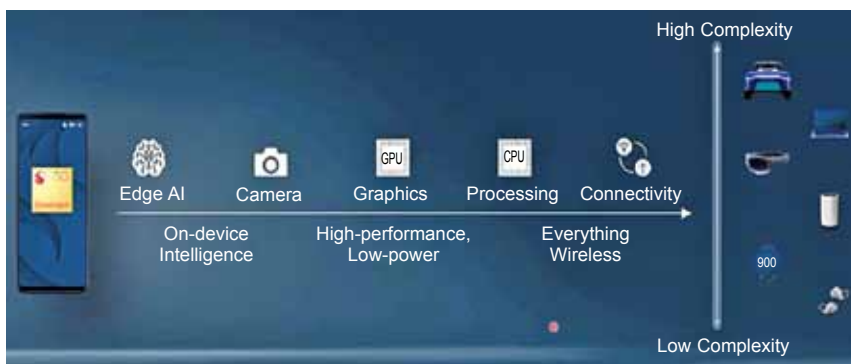 High Complexity
GPU
CPU
Edge AI
Camera
Graphics
Processing
Connectivity
On-device
Intelligence
High-performance,
Low-power
Everything
Wireless
900
Low Complexity